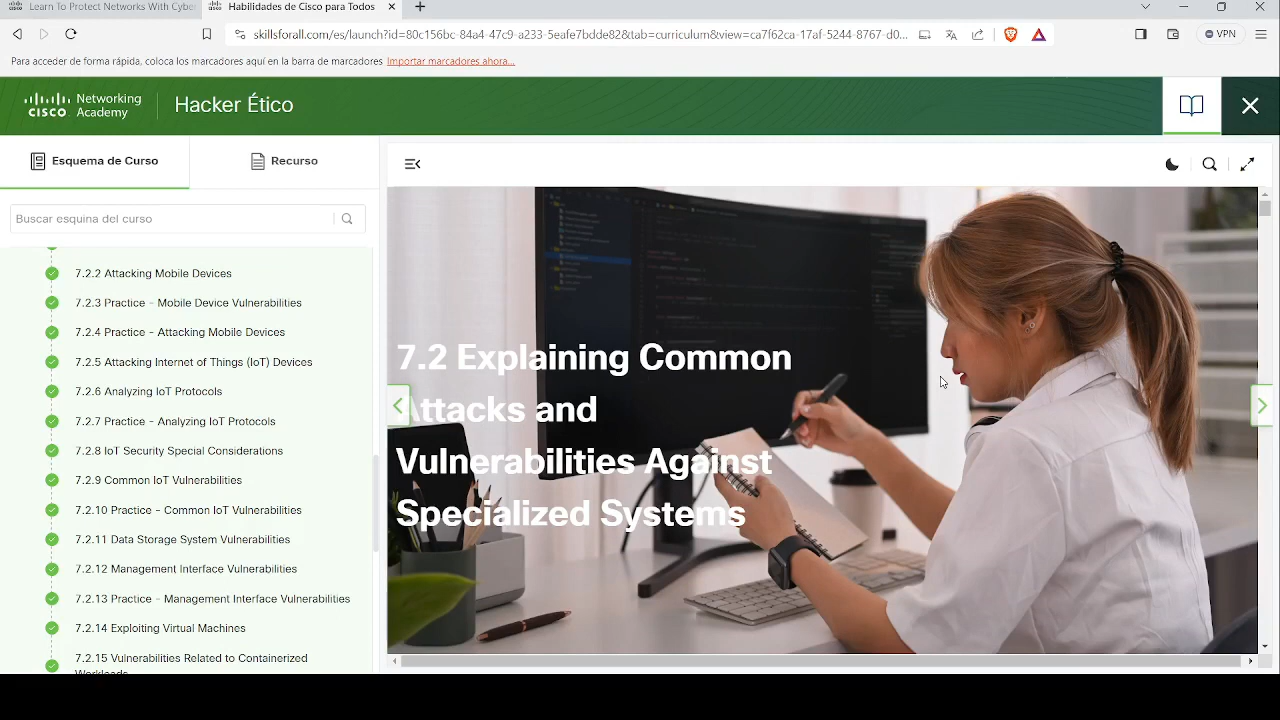 Learn To Protect Networks With Cyber
Habilidades de Cisco para Todos
skillsforall.com/es/launch?id=80c156bc-84a4-47c9-a233-5eafe7bdde82&tab=curriculum&view=ca7f62ca-17af-5244-8767-d0...
VPN
Para acceder de forma rápida, coloca los marcadores aquí en la barra de marcadores Importar marcadores ahora...
cisco Networking Academy
Hacker Ético
Esquema de Curso
Recurso
Buscar esquina del curso
7.2.2 Attacking Mobile Devices
7.2.3 Practice - Mobile Device Vulnerabilities
7.2.4 Practice - Attacking Mobile Devices
7.2.5 Attacking Internet of Things (IoT) Devices
7.2.6 Analyzing IoT Protocols
7.2.7 Practice - Analyzing IoT Protocols
7.2.8 IoT Security Special Considerations
7.2.9 Common IoT Vulnerabilities
7.2.10 Practice - Common IoT Vulnerabilities
7.2.11 Data Storage System Vulnerabilities
7.2.12 Management Interface Vulnerabilities
7.2.13 Practice - Management Interface Vulnerabilities
7.2.14 Exploiting Virtual Machines
7.2.15 Vulnerabilities Related to Containerized
Workloads
7.2 Explaining Common
Attacks and
Vulnerabilities Against
Specialized Systems